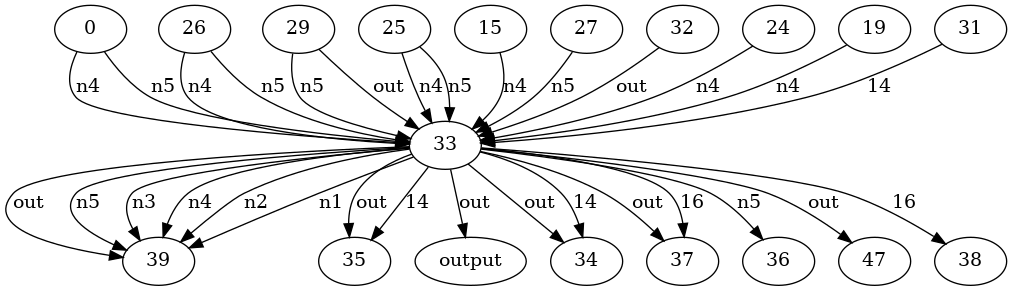 0 26 29 25 15 27 32 24 19 31
n4 n5 n4 n5 n5 out n4 n5 n4 n5 out n4 n4 14
33
out n5 n3 n4 n2 n1 out 14 out out 14 out 16 n5 out 16
39 35 output 34 37 36 47 38